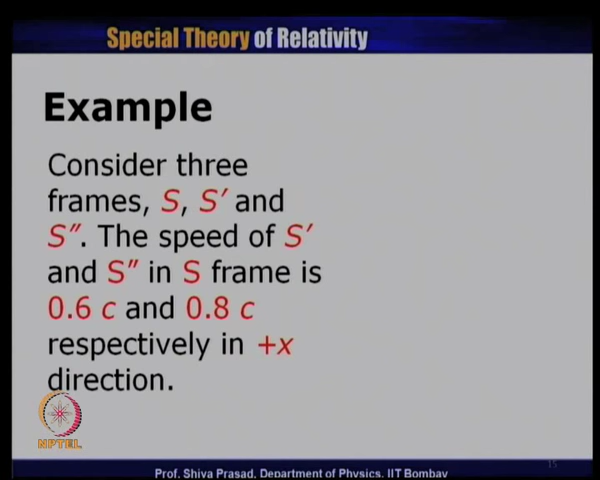 Special Theory of Relativity
Example
Consider three
frames, S, S′ and
S″. The speed of S′
and S” in S frame is
0.6 c and 0.8 c
respectively in +x
direction.
NPTEL
15
Prof. Shiva Prasad, Department of Physics, IIT Bombay